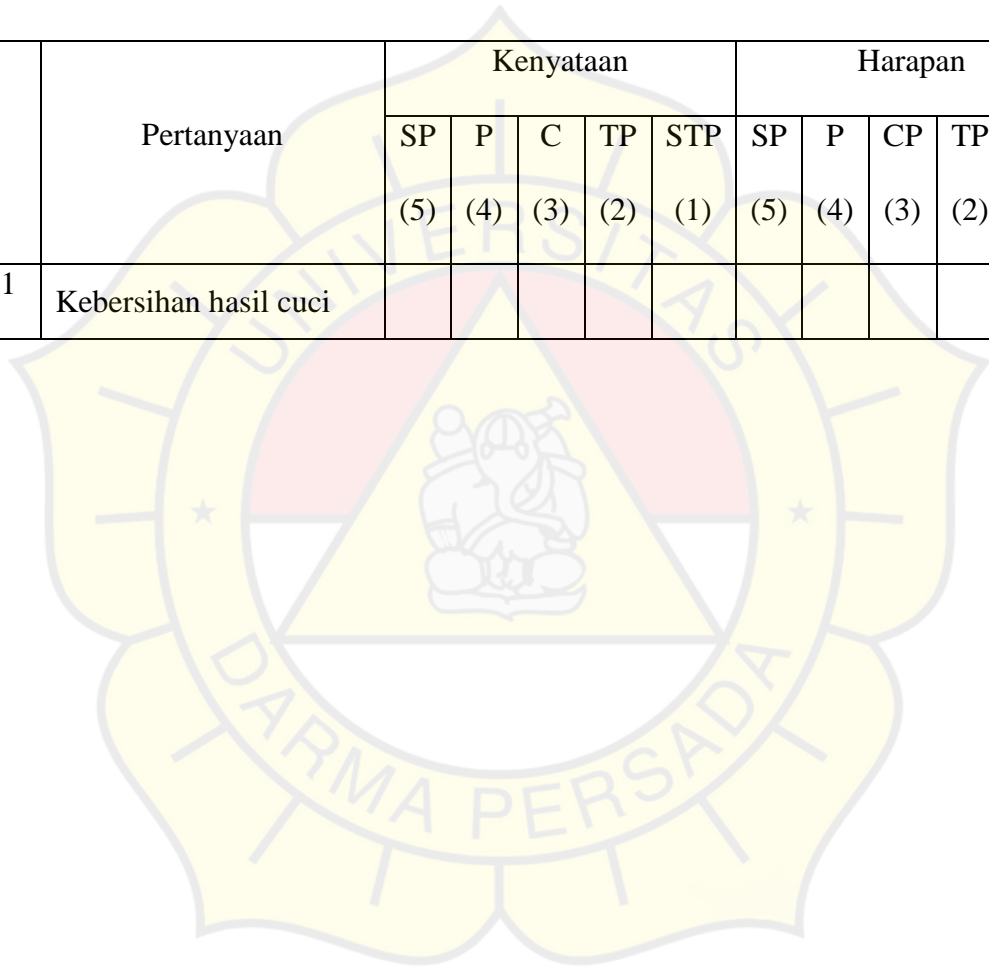 Kenyataan Harapan
Pertanyaan SP P C TP STP SP P CP TP
(5) (4) (3) (2) (1) (5) (4) (3) (2)
1 Kebersihan hasil cuci
UNIVERSITAS
DARMA PERSADA